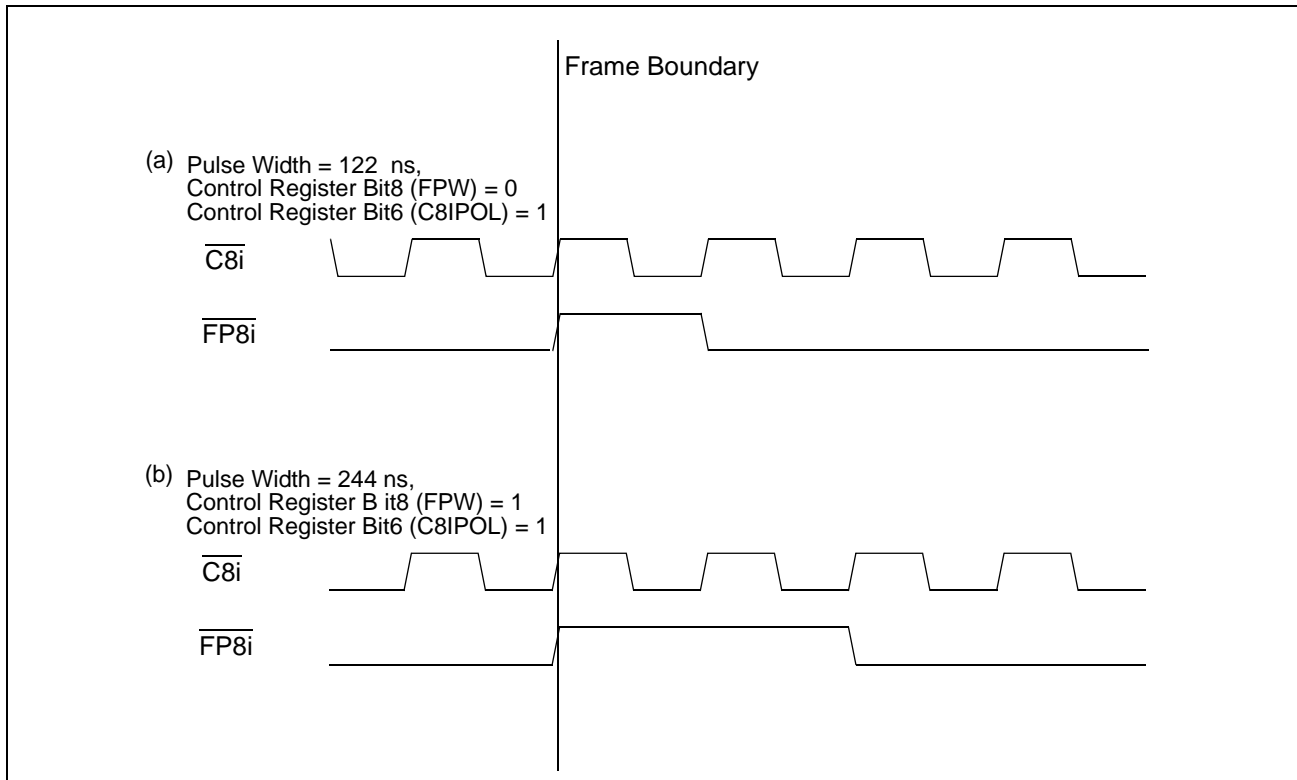 Frame Boundary
(a) Pulse Width = 122 ns,
Control Register Bit8 (FPW) = 0
Control Register Bit6 (C8IPOL) = 1
C8i
FP8i
(b) Pulse Width = 244 ns,
Control Register B it8 (FPW) = 1
Control Register Bit6 (C8IPOL) = 1
C8i
FP8i